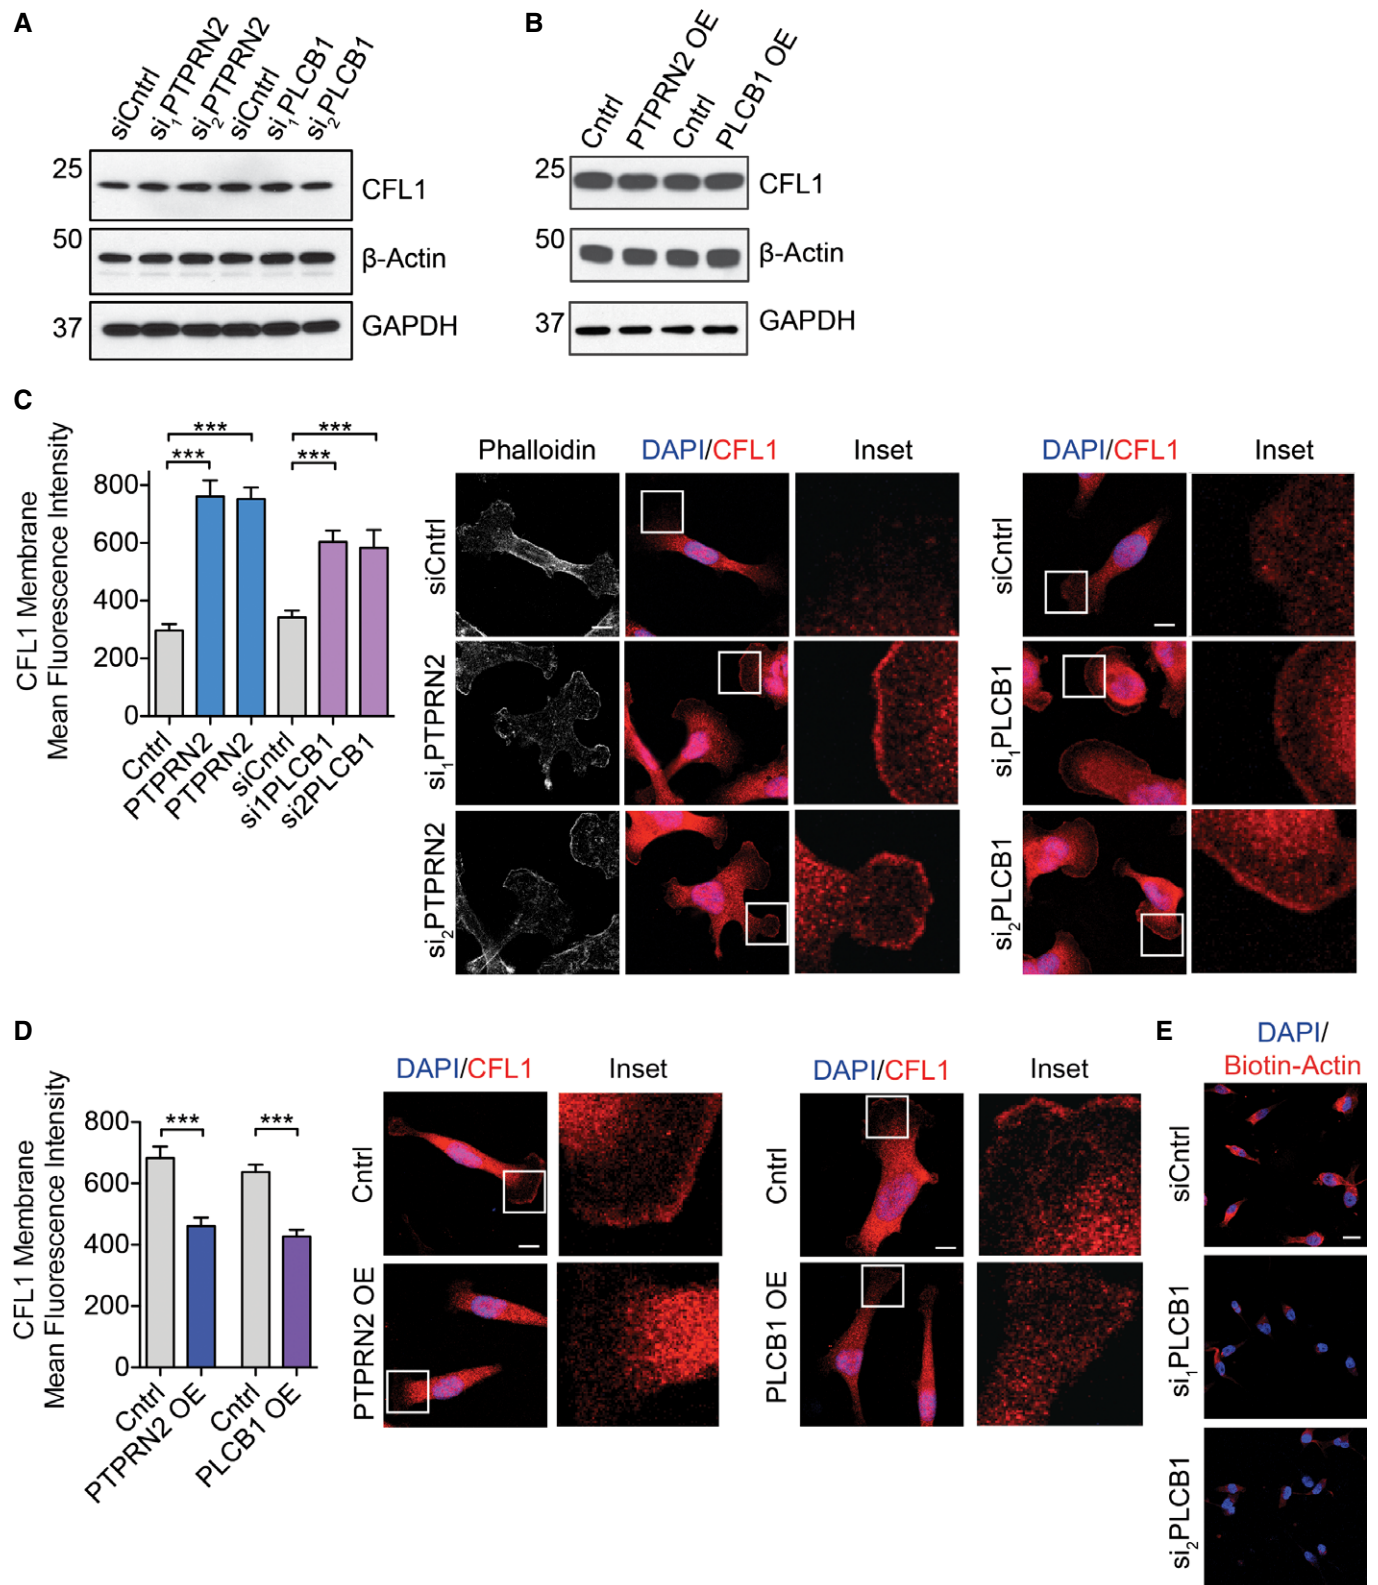 A
siCntrl
si1PTPRN2
si2PTPRN2
siCntrl
si1PLCB1
si2PLCB1
25
CFL1
50
β-Actin
37
GAPDH
B
Cntrl
PTPRN2 OE
Cntrl
PLCB1 OE
25
CFL1
50
β-Actin
37
GAPDH
C
CFL1 Membrane
Mean Fluorescence Intensity
800
600
400
200
0
***
***
***
***
Cntrl
PTPRN2
PTPRN2
siCntrl
si1PLCB1
si2PLCB1
Phalloidin
DAPI/CFL1
Inset
siCntrl
si1PTPRN2
si2PTPRN2
DAPI/CFL1
Inset
siCntrl
si1PLCB1
si2PLCB1
D
CFL1 Membrane
Mean Fluorescence Intensity
800
600
400
200
0
***
***
Cntrl
PTPRN2 OE
Cntrl
PLCB1 OE
DAPI/CFL1
Inset
Cntrl
PTPRN2 OE
DAPI/CFL1
Inset
Cntrl
PLCB1 OE
E
DAPI/
Biotin-Actin
siCntrl
si1PLCB1
si2PLCB1